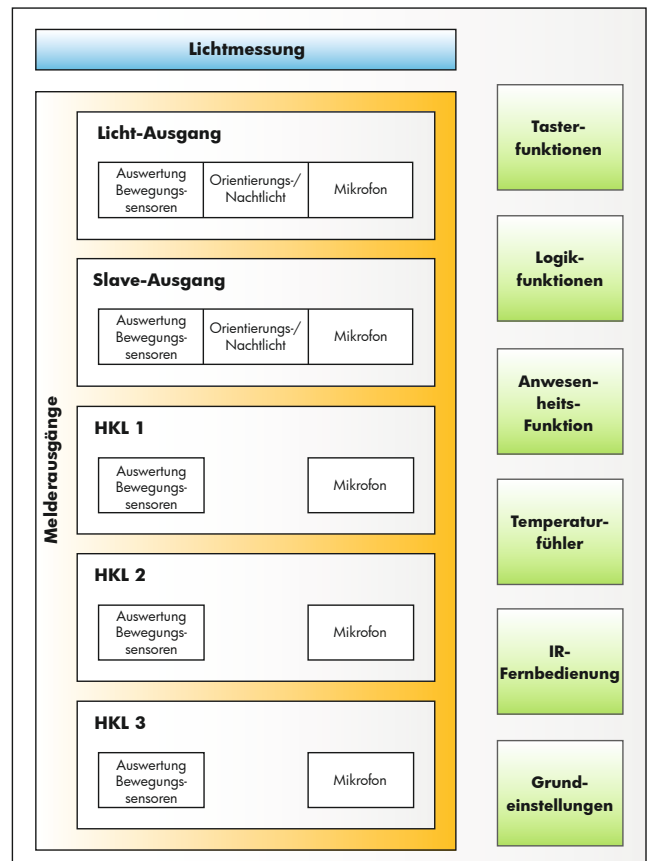 Lichtmessung
Melderausgänge
Licht-Ausgang
Auswertung
Bewegungs-
sensoren
Orientierungs-/
Nachtlicht
Mikrofon
Slave-Ausgang
Auswertung
Bewegungs-
sensoren
Orientierungs-/
Nachtlicht
Mikrofon
HKL 1
Auswertung
Bewegungs-
sensoren
Mikrofon
HKL 2
Auswertung
Bewegungs-
sensoren
Mikrofon
HKL 3
Auswertung
Bewegungs-
sensoren
Mikrofon
Taster-
funktionen
Logik-
funktionen
Anwesen-
heits-
Funktion
Temperatur-
fühler
IR-
Fernbedienung
Grund-
einstellungen